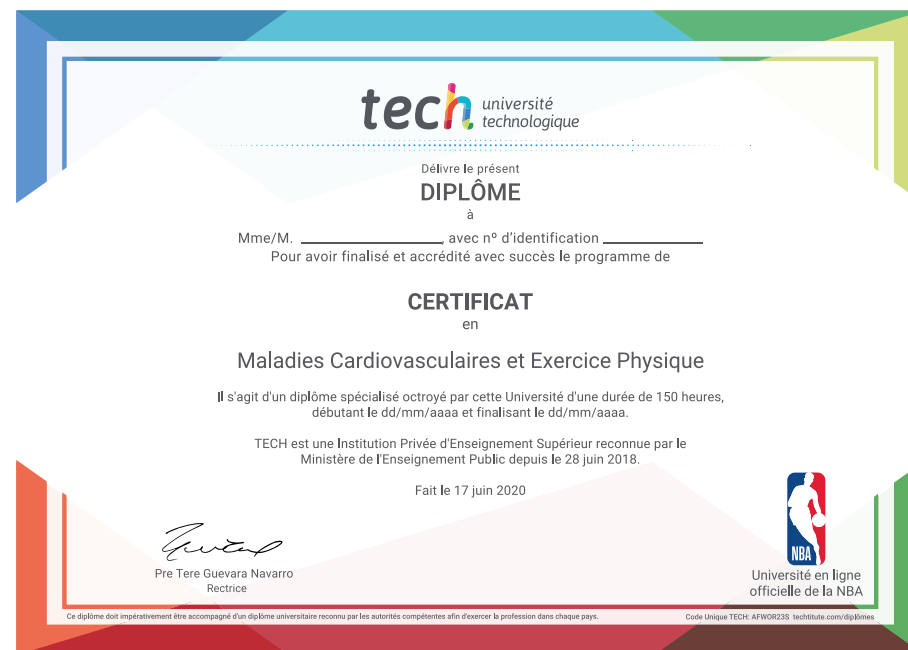 tech université
technologique
Délivre le présent
DIPLÔME
à
Mme/M. ____________________, avec nº d'identification ______________
Pour avoir finalisé et accrédité avec succès le programme de
CERTIFICAT
en
Maladies Cardiovasculaires et Exercice Physique
Il s'agit d'un diplôme spécialisé octroyé par cette Université d'une durée de 150 heures,
débutant le dd/mm/aaaa et finalisant le dd/mm/aaaa.
TECH est une Institution Privée d'Enseignement Supérieur reconnue par le
Ministère de l'Enseignement Public depuis le 28 juin 2018.
Fait le 17 juin 2020
Pre Tere Guevara Navarro
Rectrice
NBA
Université en ligne
officielle de la NBA
Ce diplôme doit impérativement être accompagné d'un diplôme universitaire reconnu par les autorités compétentes afin d'exercer la profession dans chaque pays.
Code Unique TECH: AFWOR23S techtitute.com/diplômes